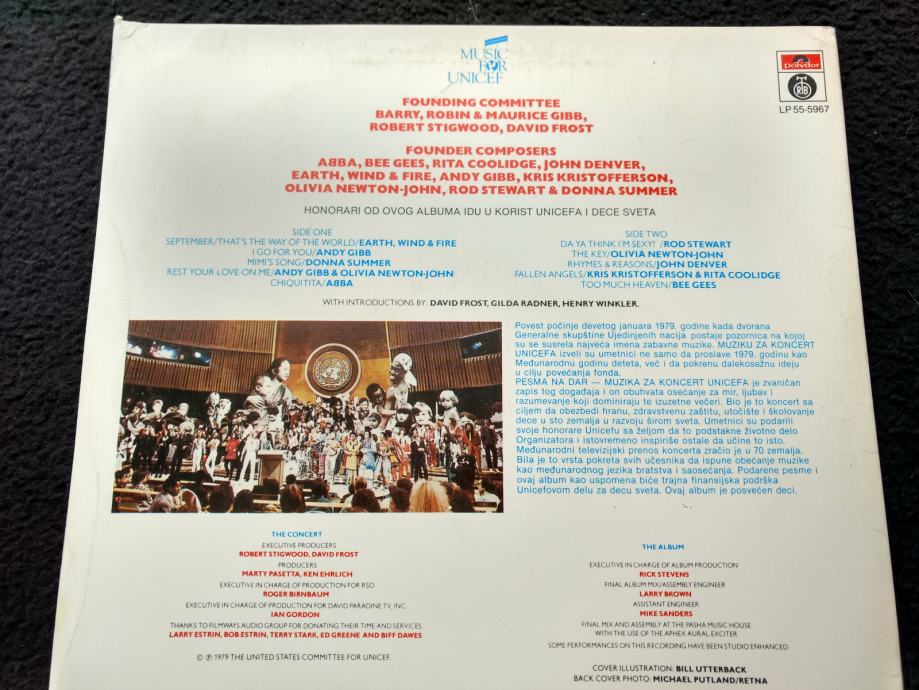 MUSIC
FOR
UNICEF
polydor
RTB
LP 55-5967
FOUNDING COMMITTEE
BARRY, ROBIN & MAURICE GIBB,
ROBERT STIGWOOD, DAVID FROST
FOUNDER COMPOSERS
ABBA, BEE GEES, RITA COOLIDGE, JOHN DENVER,
EARTH, WIND & FIRE, ANDY GIBB, KRIS KRISTOFFERSON,
OLIVIA NEWTON-JOHN, ROD STEWART & DONNA SUMMER
HONORARI OD OVOG ALBUMA IDU U KORIST UNICEFA I DECE SVETA
SIDE ONE
SEPTEMBER/THAT'S THE WAY OF THE WORLD/EARTH, WIND & FIRE
I GO FOR YOU/ANDY GIBB
MIMI'S SONG/DONNA SUMMER
REST YOUR LOVE ON ME/ANDY GIBB & OLIVIA NEWTON-JOHN
CHIQUITITA/ABBA
SIDE TWO
DA YA THINK I'M SEXY? /ROD STEWART
THE KEY/OLIVIA NEWTON-JOHN
RHYMES & REASONS/JOHN DENVER
FALLEN ANGELS/KRIS KRISTOFFERSON & RITA COOLIDGE
TOO MUCH HEAVEN/BEE GEES
WITH INTRODUCTIONS BY: DAVID FROST, GILDA RADNER, HENRY WINKLER.
Povest počinje devetog januara 1979. godine kada dvorana
Generalne skupštine Ujedinjenih nacija postaje pozornica na kojoj
su se susrela najveća imena zabavne muzike. MUZIKU ZA KONCERT
UNICEFA izveli su umetnici ne samo da proslave 1979. godinu kao
Međunarodnu godinu deteta, već i da pokrenu dalekosežnu ideju
u cilju povećanja fonda.
PESMA NA DAR — MUZIKA ZA KONCERT UNICEFA je zvaničan
zapis tog događaja i on obuhvata osećanje za mir, ljubav i
razumevanje koji dominiraju te izuzetne večeri. Bio je to koncert sa
ciljem da obezbedi hranu, zdravstvenu zaštitu, utočište i školovanje
dece u sto zemalja u razvoju širom sveta. Umetnici su podarili
svoje honorare Unicefu sa željom da to podstakne životno delo
Organizatora i istovremeno inspiriše ostale da učine to isto.
Međunarodni televizijski prenos koncerta zračio je u 70 zemalja.
Bila je to vrsta pokreta svih učesnika da ispune obećanje muzike
kao međunarodnog jezika bratstva i saosećanja. Podarene pesme i
ovaj album kao uspomena biće trajna finansijska podrška
Unicefovom delu za decu sveta. Ovaj album je posvećen deci.
THE CONCERT
EXECUTIVE PRODUCERS
ROBERT STIGWOOD, DAVID FROST
PRODUCERS
MARTY PASETTA, KEN EHRLICH
EXECUTIVE IN CHARGE OF PRODUCTION FOR RSO
ROGER BIRNBAUM
EXECUTIVE IN CHARGE OF PRODUCTION FOR DAVID PARADINE TV, INC.
IAN GORDON
THANKS TO FILMWAYS AUDIO GROUP FOR DONATING THEIR TIME AND SERVICES
LARRY ESTRIN, BOB ESTRIN, TERRY STARK, ED GREENE AND BIFF DAWES
© ℗ 1979 THE UNITED STATES COMMITTEE FOR UNICEF.
THE ALBUM
EXECUTIVE IN CHARGE OF ALBUM PRODUCTION
RICK STEVENS
FINAL ALBUM MIX/ASSEMBLY ENGINEER
LARRY BROWN
ASSISTANT ENGINEER
MIKE SANDERS
FINAL MIX AND ASSEMBLY AT THE PASHA MUSIC HOUSE
WITH THE USE OF THE APHEX AURAL EXCITER
SOME PERFORMANCES ON THIS RECORDING HAVE BEEN STUDIO ENHANCED
COVER ILLUSTRATION: BILL UTTERBACK
BACK COVER PHOTO: MICHAEL PUTLAND/RETNA